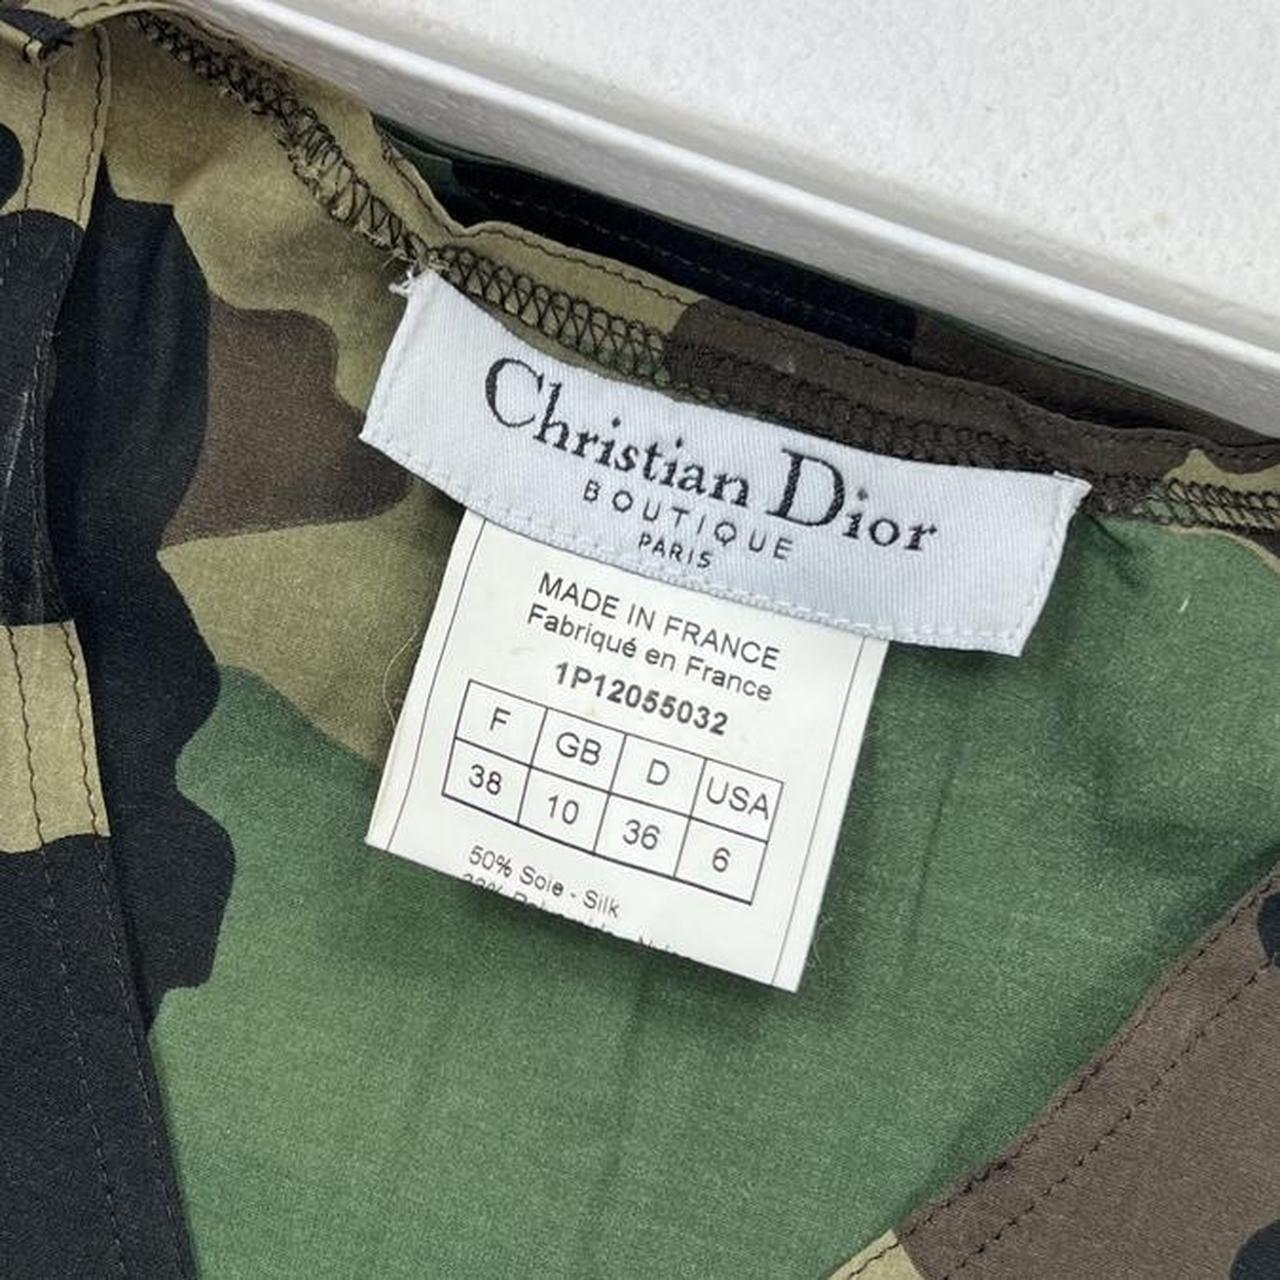 Christian Dior
BOUTIQUE
PARIS
MADE IN FRANCE
Fabriqué en France
1P12055032
F GB D USA
38 10 36 6
50% Soie - Silk